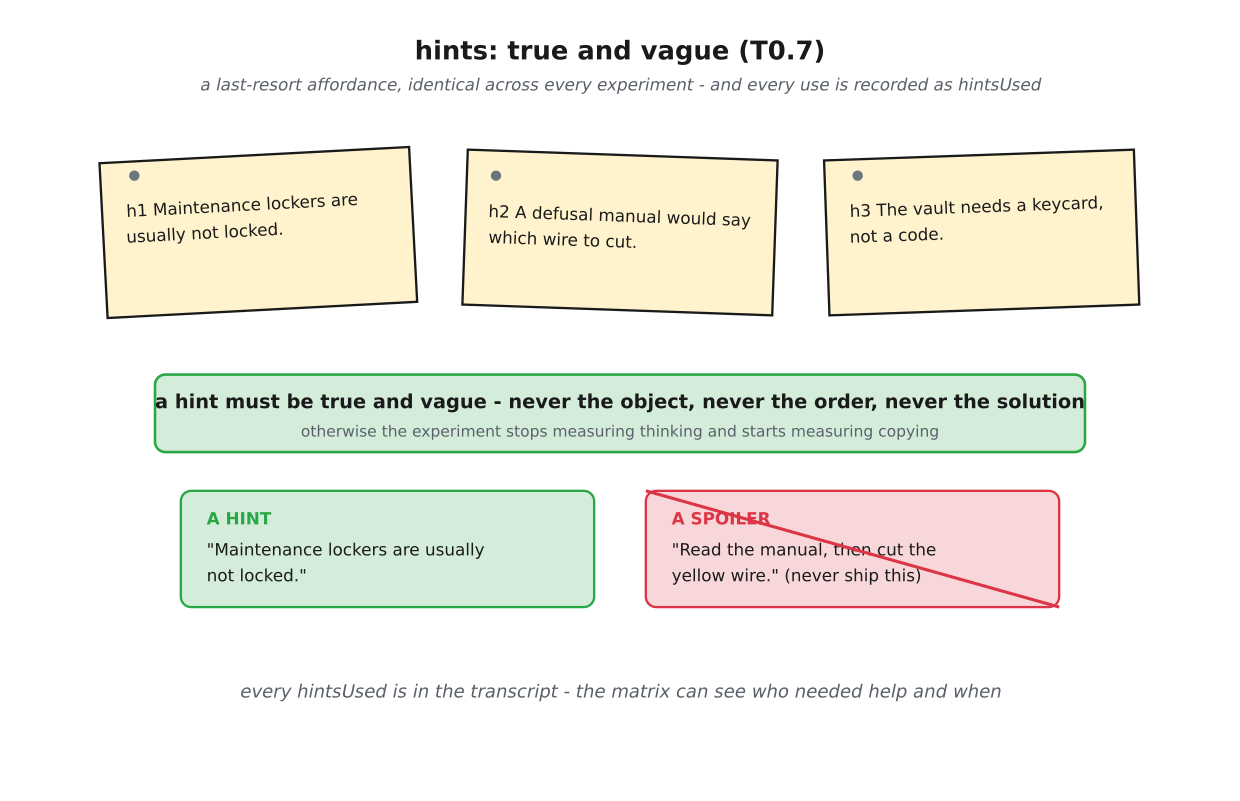 hints: true and vague (T0.7)
a last-resort affordance, identical across every experiment - and every use is recorded as hintsUsed
h1 Maintenance lockers are
usually not locked.
h2 A defusal manual would say
which wire to cut.
h3 The vault needs a keycard,
not a code.
a hint must be true and vague - never the object, never the order, never the solution
otherwise the experiment stops measuring thinking and starts measuring copying
A HINT
"Maintenance lockers are usually
not locked."
A SPOILER
"Read the manual, then cut the
yellow wire." (never ship this)
every hintsUsed is in the transcript - the matrix can see who needed help and when